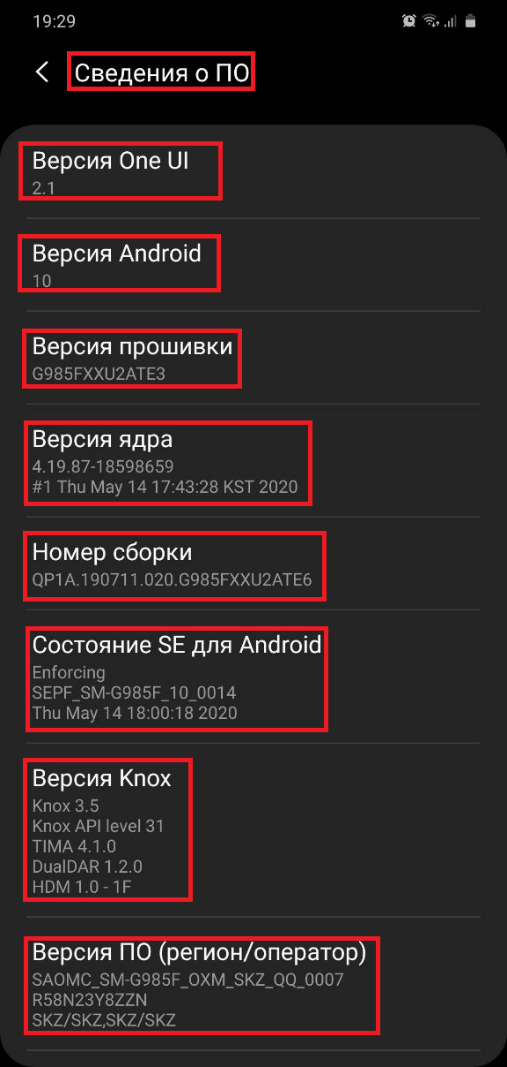 19:29
Сведения о ПО
Версия One UI
2.1
Версия Android
10
Версия прошивки
G985FXXU2ATE3
Версия ядра
4.19.87-18598659
#1 Thu May 14 17:43:28 KST 2020
Номер сборки
QP1A.190711.020.G985FXXU2ATE6
Состояние SE для Android
Enforcing
SEPF_SM-G985F_10_0014
Thu May 14 18:00:18 2020
Версия Knox
Knox 3.5
Knox API level 31
TIMA 4.1.0
DualDAR 1.2.0
HDM 1.0 - 1F
Версия ПО (регион/оператор)
SAOMC_SM-G985F_OXM_SKZ_QQ_0007
R58N23Y8ZZN
SKZ/SKZ,SKZ/SKZ